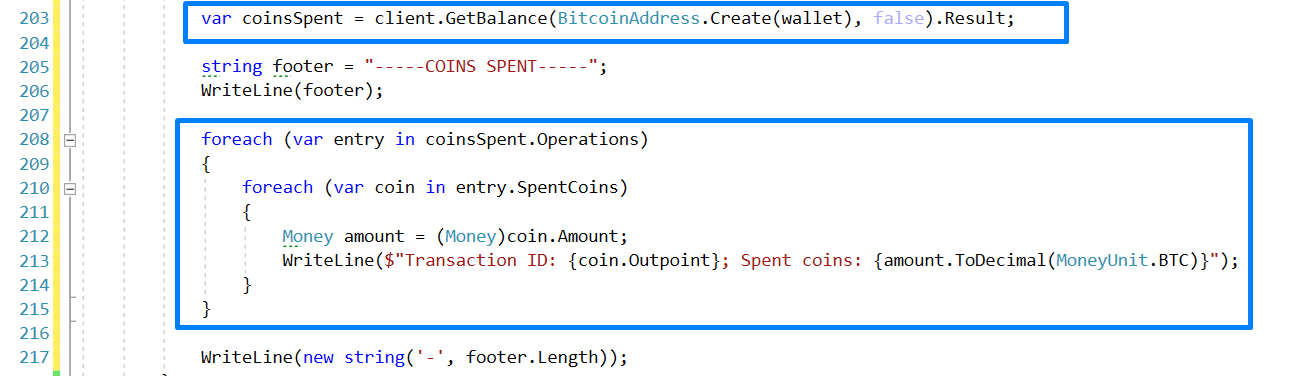 203 var coinsSpent = client.GetBalance(BitcoinAddress.Create(wallet), false).Result;
204
205 string footer = "-----COINS SPENT-----";
206 WriteLine(footer);
207
208 foreach (var entry in coinsSpent.Operations)
209 {
210 foreach (var coin in entry.SpentCoins)
211 {
212 Money amount = (Money)coin.Amount;
213 WriteLine($"Transaction ID: {coin.Outpoint}; Spent coins: {amount.ToDecimal(MoneyUnit.BTC)}");
214 }
215 }
216
217 WriteLine(new string('-', footer.Length));